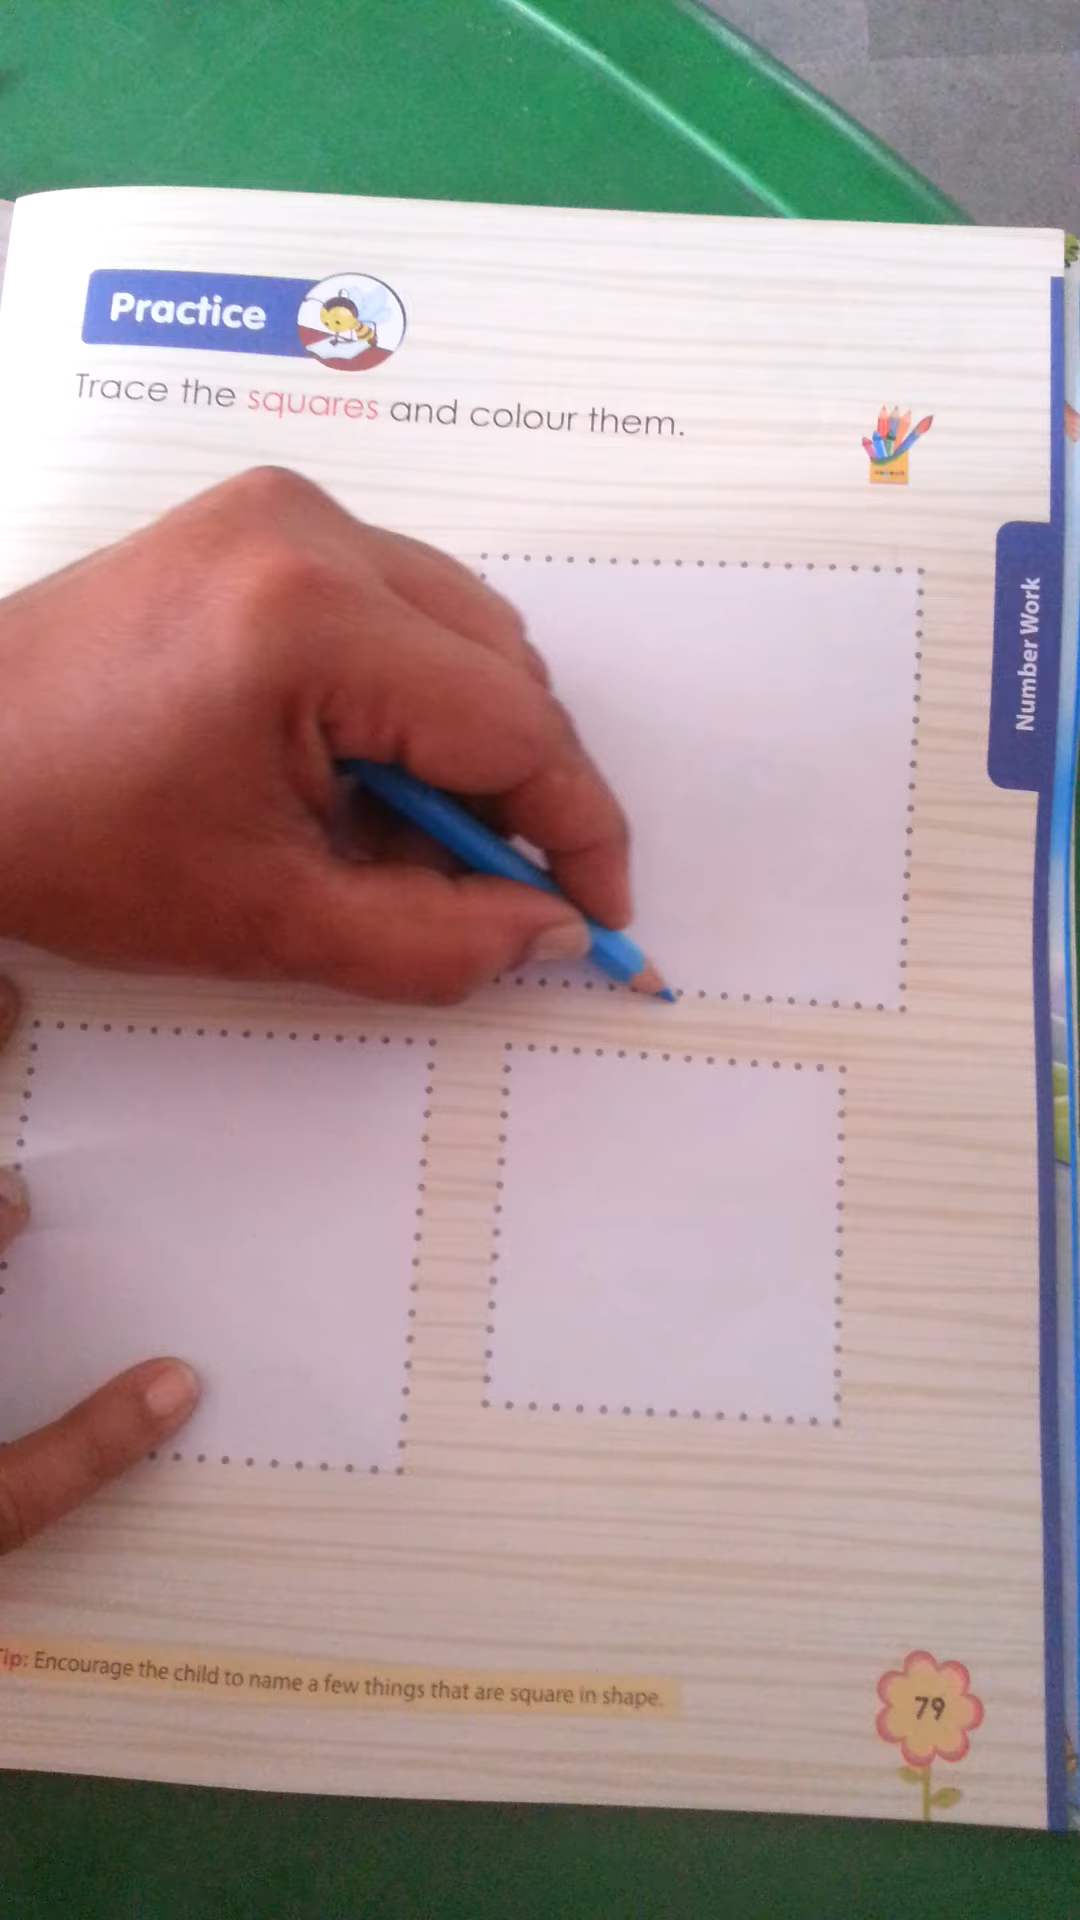 Practice
Trace the squares and colour them.
Number Work
Tip: Encourage the child to name a few things that are square in shape.
79